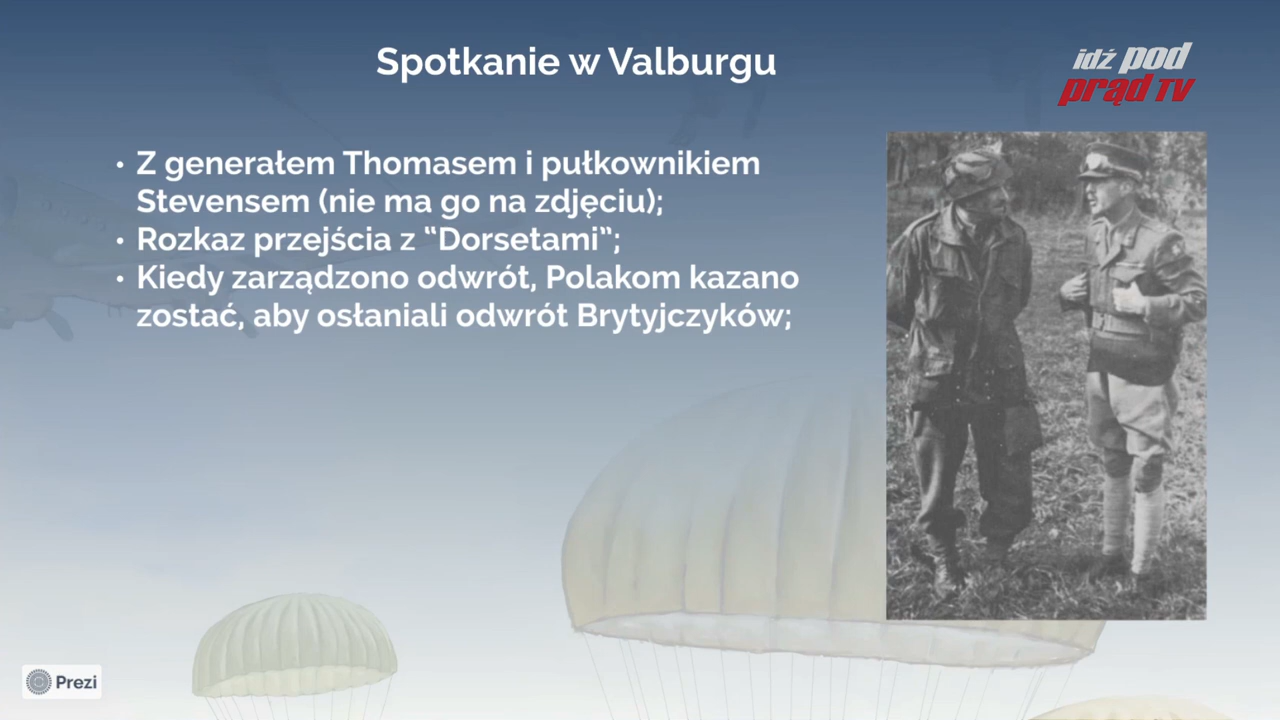 Spotkanie w Valburgu
idź pod
prąd TV
• Z generałem Thomasem i pułkownikiem
Stevensem (nie ma go na zdjęciu);
• Rozkaz przejścia z “Dorsetami”;
• Kiedy zarządzono odwrót, Polakom kazano
zostać, aby osłaniali odwrót Brytyjczyków;
Prezi